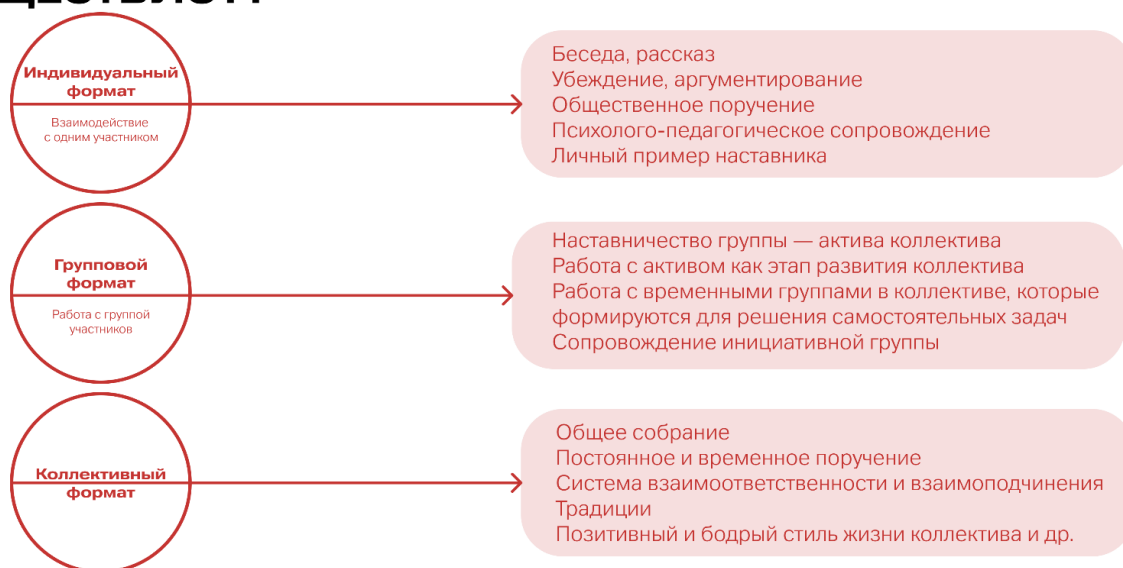 Индивидуальный
формат
Взаимодействие
с одним участником
Беседа, рассказ
Убеждение, аргументирование
Общественное поручение
Психолого-педагогическое сопровождение
Личный пример наставника
Групповой
формат
Работа с группой
участников
Наставничество группы — актива коллектива
Работа с активом как этап развития коллектива
Работа с временными группами в коллективе, которые
формируются для решения самостоятельных задач
Сопровождение инициативной группы
Коллективный
формат
Общее собрание
Постоянное и временное поручение
Система взаимоответственности и взаимоподчинения
Традиции
Позитивный и бодрый стиль жизни коллектива и др.